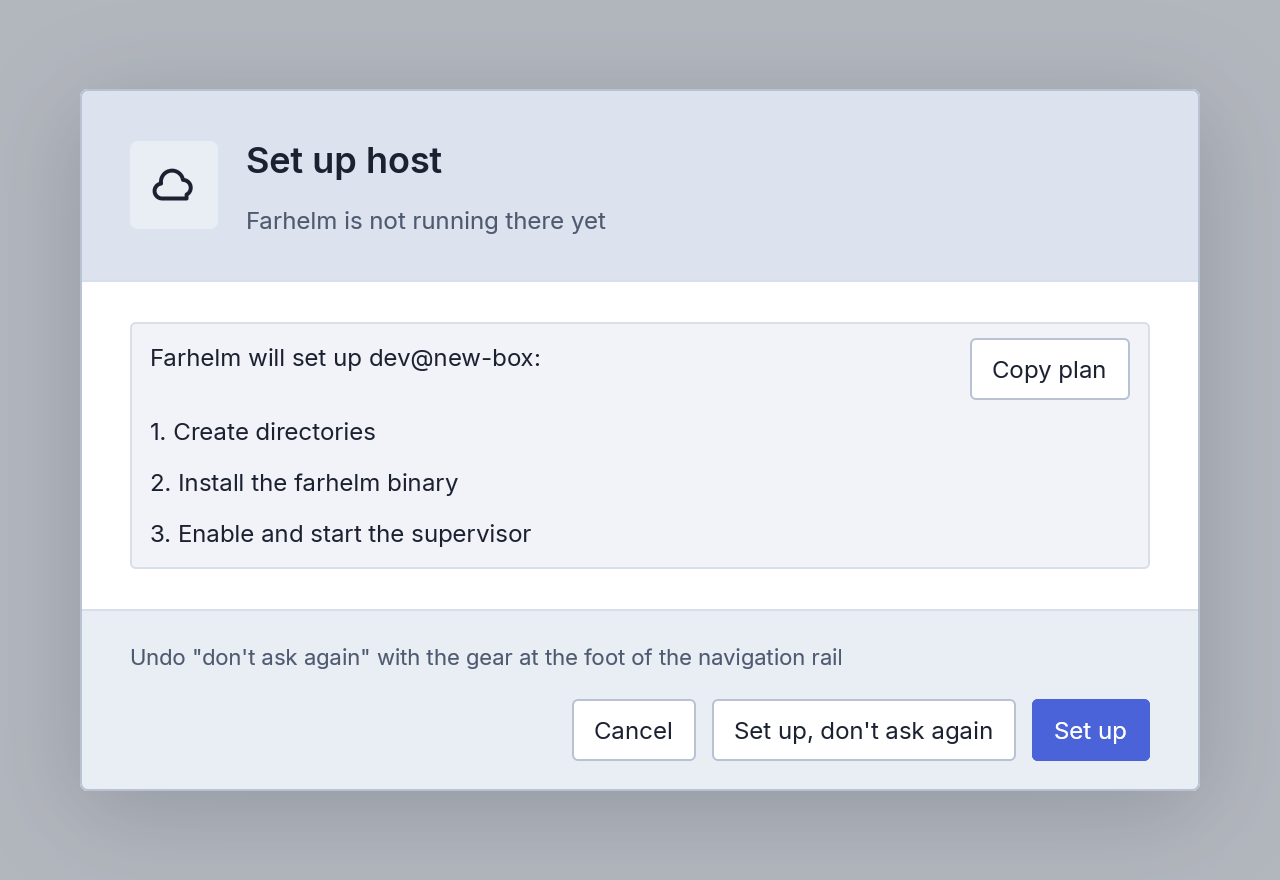 Set up host
Farhelm is not running there yet
Farhelm will set up dev@new-box:
Copy plan
1. Create directories
2. Install the farhelm binary
3. Enable and start the supervisor
Undo "don't ask again" with the gear at the foot of the navigation rail
Cancel
Set up, don't ask again
Set up